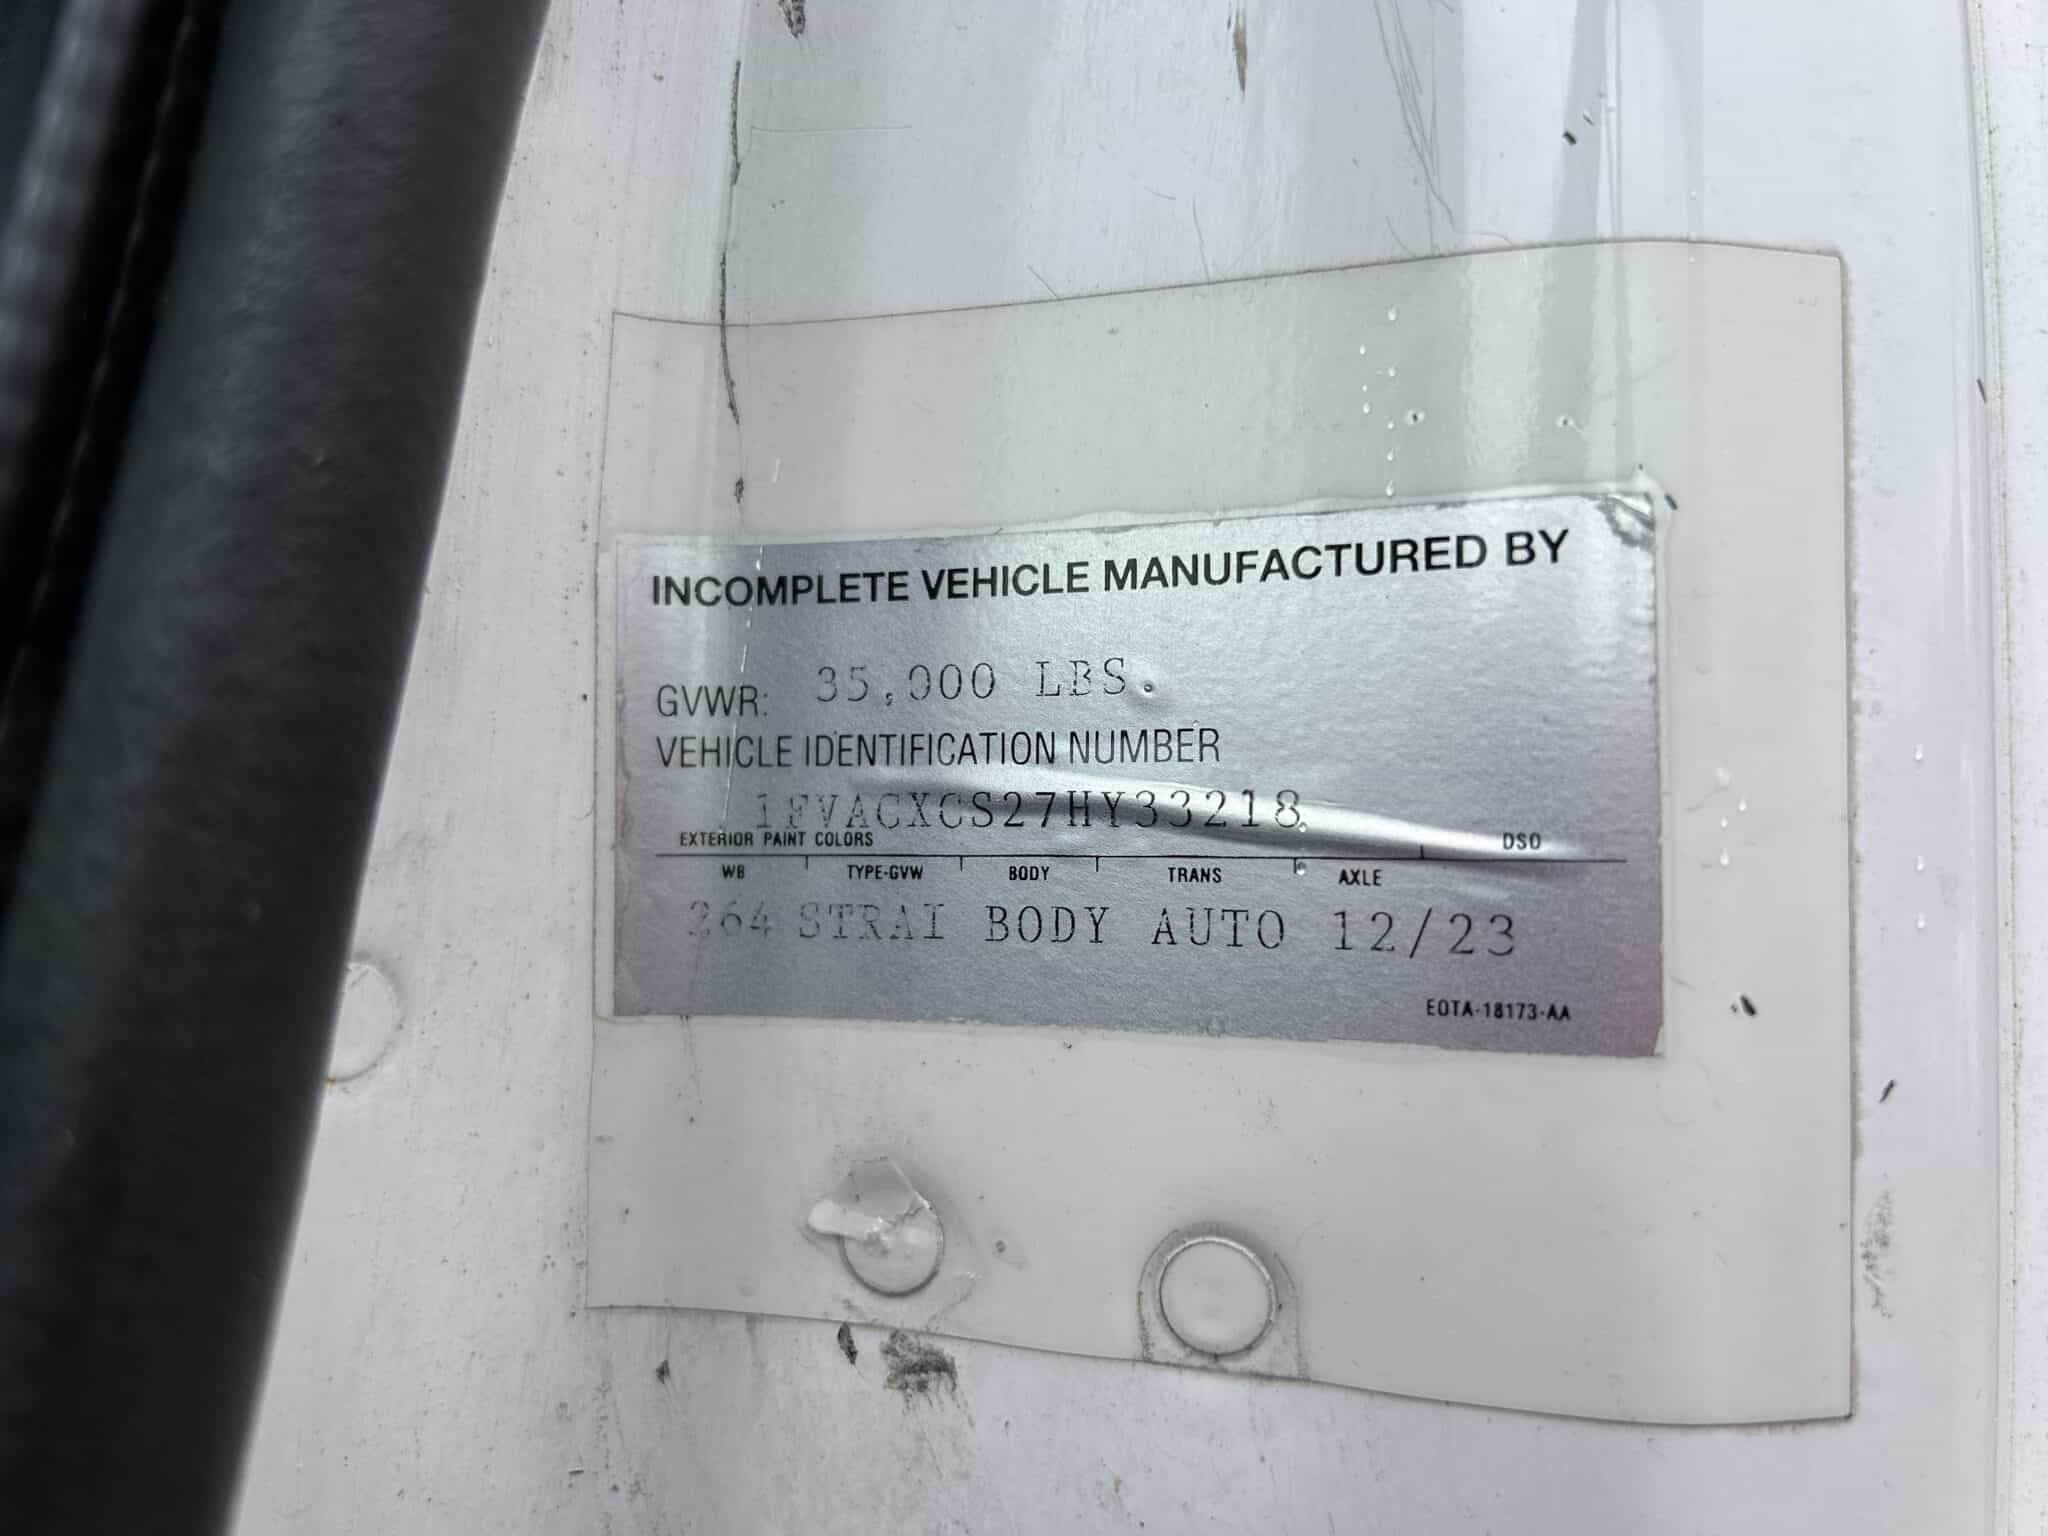 INCOMPLETE VEHICLE MANUFACTURED BY
GVWR: 35,000 LBS.
VEHICLE IDENTIFICATION NUMBER
1FVACXCS27HY33218
EXTERIOR PAINT COLORS DSO
WB TYPE-GVW BODY TRANS AXLE
264 STRAI BODY AUTO 12/23
EOTA-18173-AA